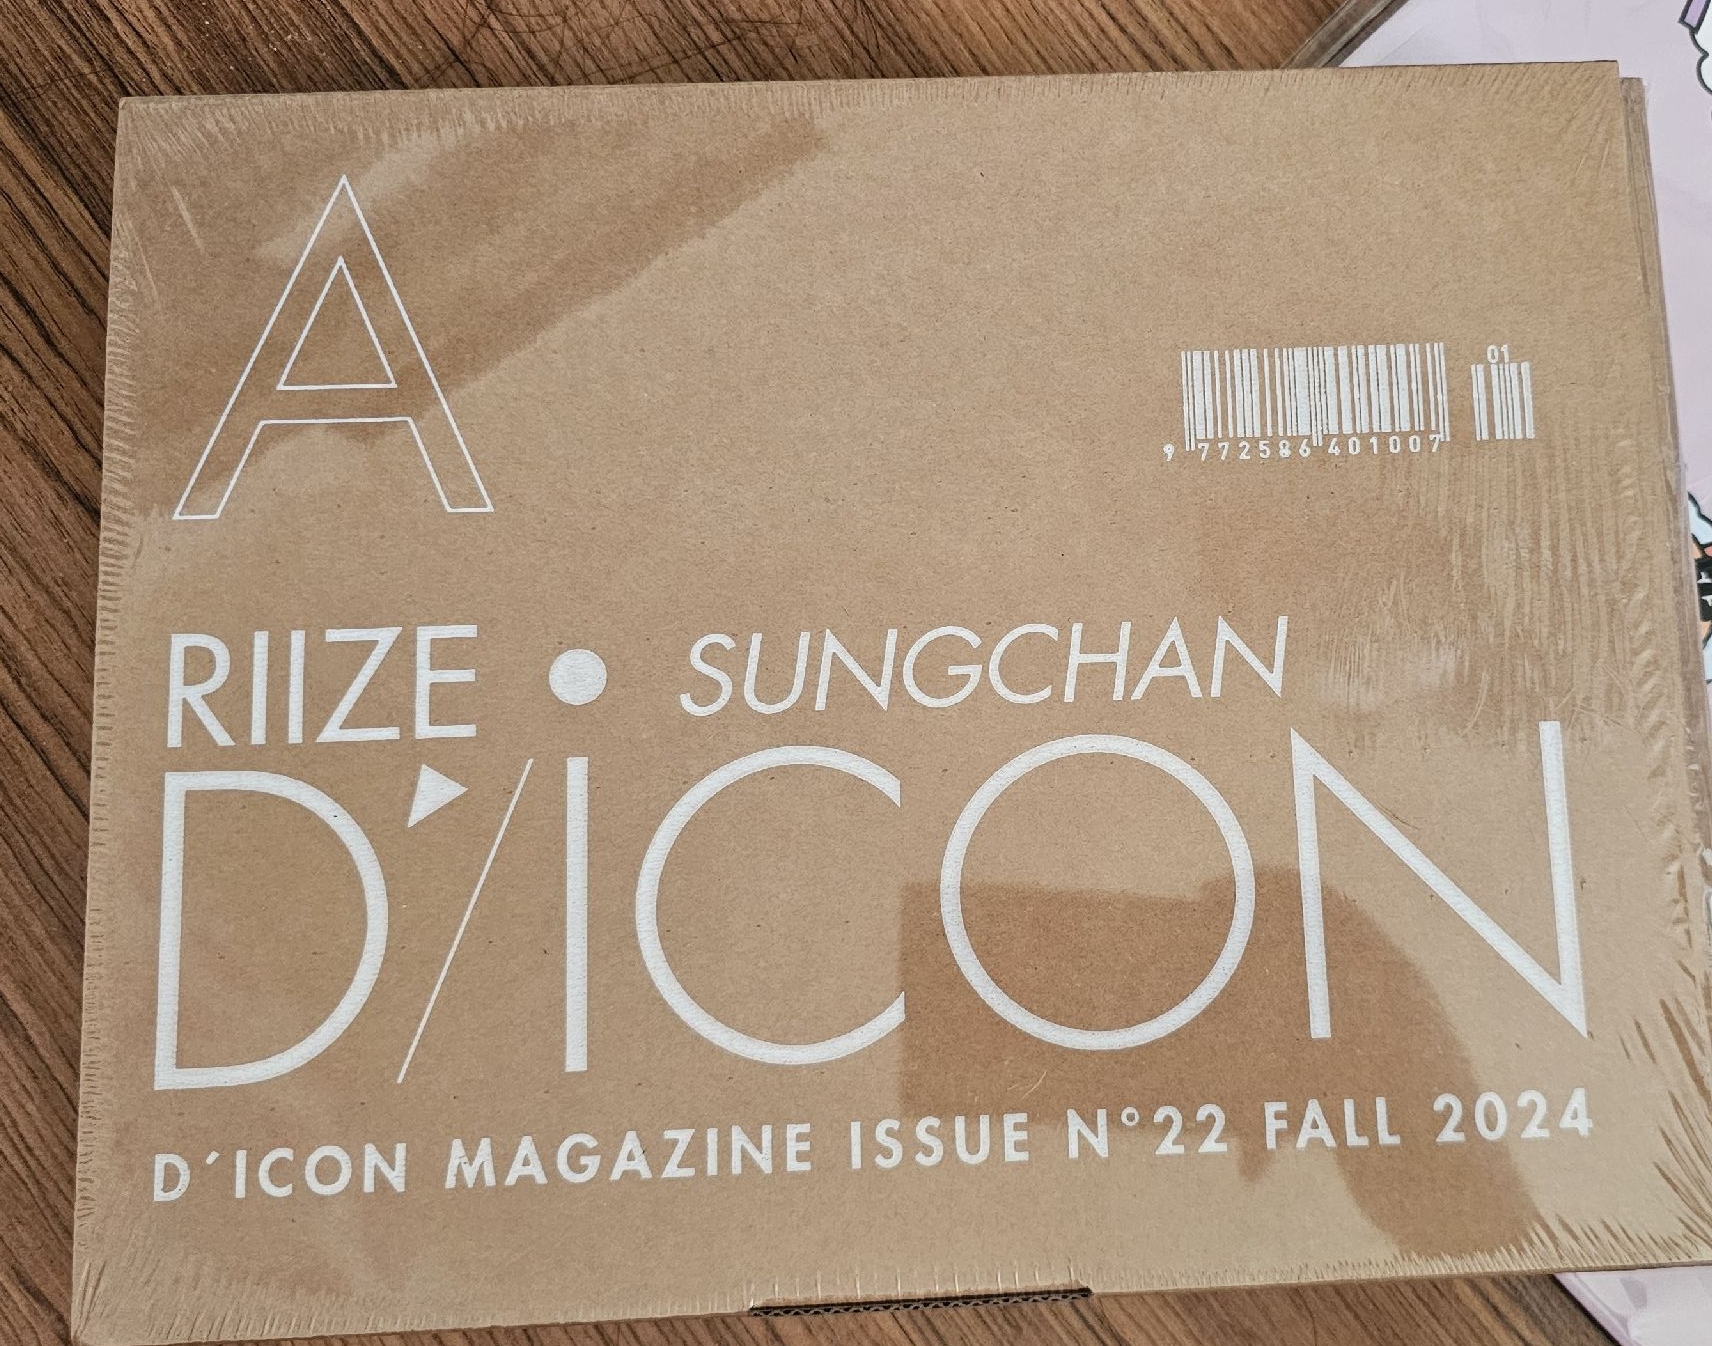 A
01
9 772586 401007
RIIZE • SUNGCHAN
D'/ICON
D´ICON MAGAZINE ISSUE N°22 FALL 2024